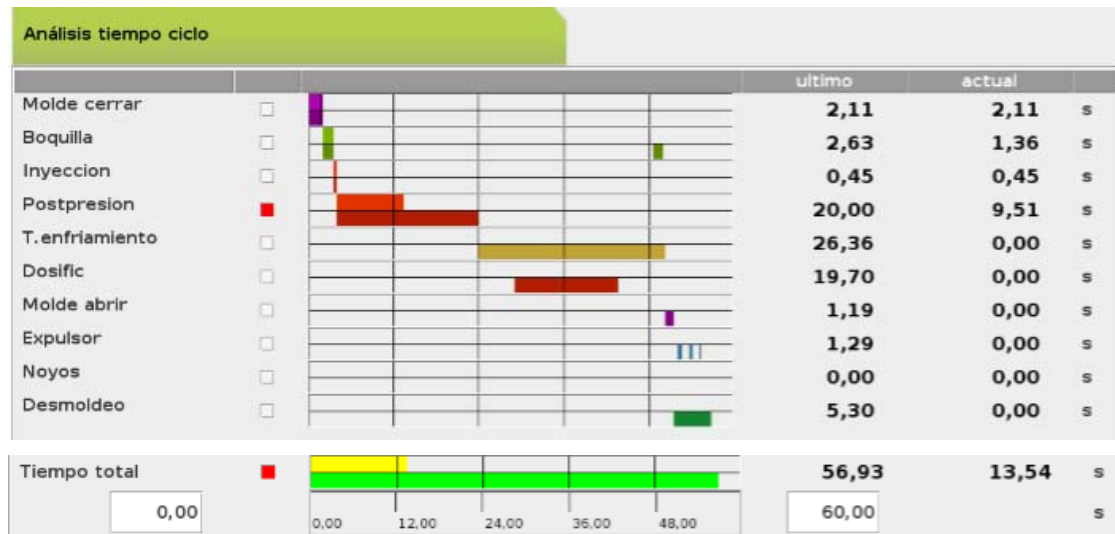 Análisis tiempo ciclo
ultimo actual
Molde cerrar 2,11 2,11 s
Boquilla 2,63 1,36 s
Inyeccion 0,45 0,45 s
Postpresion 20,00 9,51 s
T.enfriamiento 26,36 0,00 s
Dosific 19,70 0,00 s
Molde abrir 1,19 0,00 s
Expulsor 1,29 0,00 s
Noyos 0,00 0,00 s
Desmoldeo 5,30 0,00 s
Tiempo total 56,93 13,54 s
0,00 0,00 12,00 24,00 36,00 48,00 60,00 s